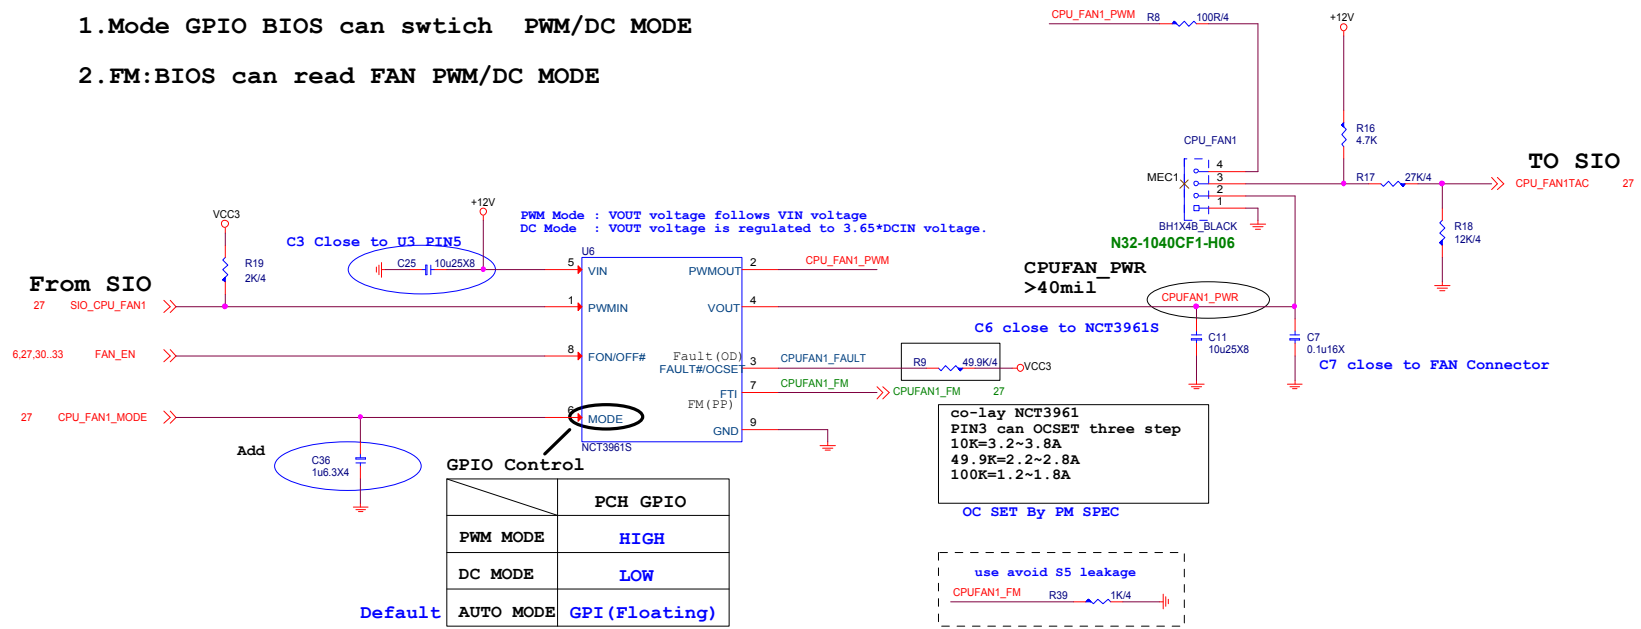 1.Mode GPIO BIOS can swtich  PWM/DC MODE
2.FM:BIOS can read FAN PWM/DC MODE
CPU_FAN1_PWM
R8
100R/4
+12V
R16
4.7K
CPU_FAN1
MEC1
4
3
2
1
BH1X4B_BLACK
N32-1040CF1-H06
R17
27K/4
TO SIO
CPU_FAN1TAC
27
R18
12K/4
VCC3
+12V
PWM Mode : VOUT voltage follows VIN voltage
DC Mode  : VOUT voltage is regulated to 3.65*DCIN voltage.
C3 Close to U3 PIN5
C25
10u25X8
R19
2K/4
From SIO
27
SIO_CPU_FAN1
6,27,30..33
FAN_EN
27
CPU_FAN1_MODE
Add
C36
1u6.3X4
U6
5
VIN
1
PWMIN
8
FON/OFF#
6
MODE
NCT3961S
PWMOUT
2
CPU_FAN1_PWM
VOUT
4
Fault(OD)
FAULT#/OCSET
3
CPUFAN1_FAULT
FTI
7
CPUFAN1_FM
FM(PP)
GND
9
R9
49.9K/4
VCC3
CPUFAN1_FM
27
CPUFAN_PWR
>40mil
CPUFAN1_PWR
C6 close to NCT3961S
C11
10u25X8
C7
0.1u16X
C7 close to FAN Connector
co-lay NCT3961
PIN3 can OCSET three step
10K=3.2~3.8A
49.9K=2.2~2.8A
100K=1.2~1.8A
OC SET By PM SPEC
GPIO Control
PCH GPIO
PWM MODE
HIGH
DC MODE
LOW
Default
AUTO MODE
GPI(Floating)
use avoid S5 leakage
CPUFAN1_FM
R39
1K/4